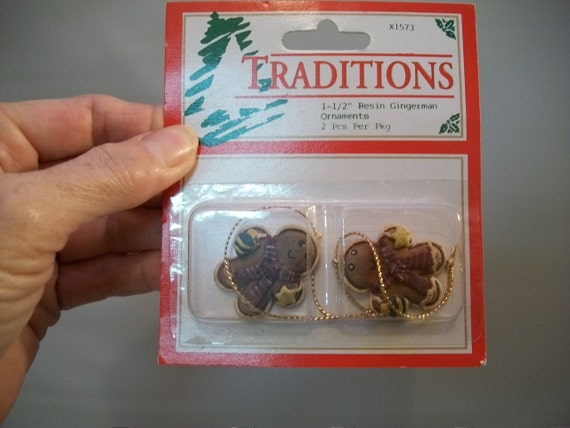 X1573
TRADITIONS
1-1/2" Resin Gingerman
Ornaments
2 Pcs Per Pkg